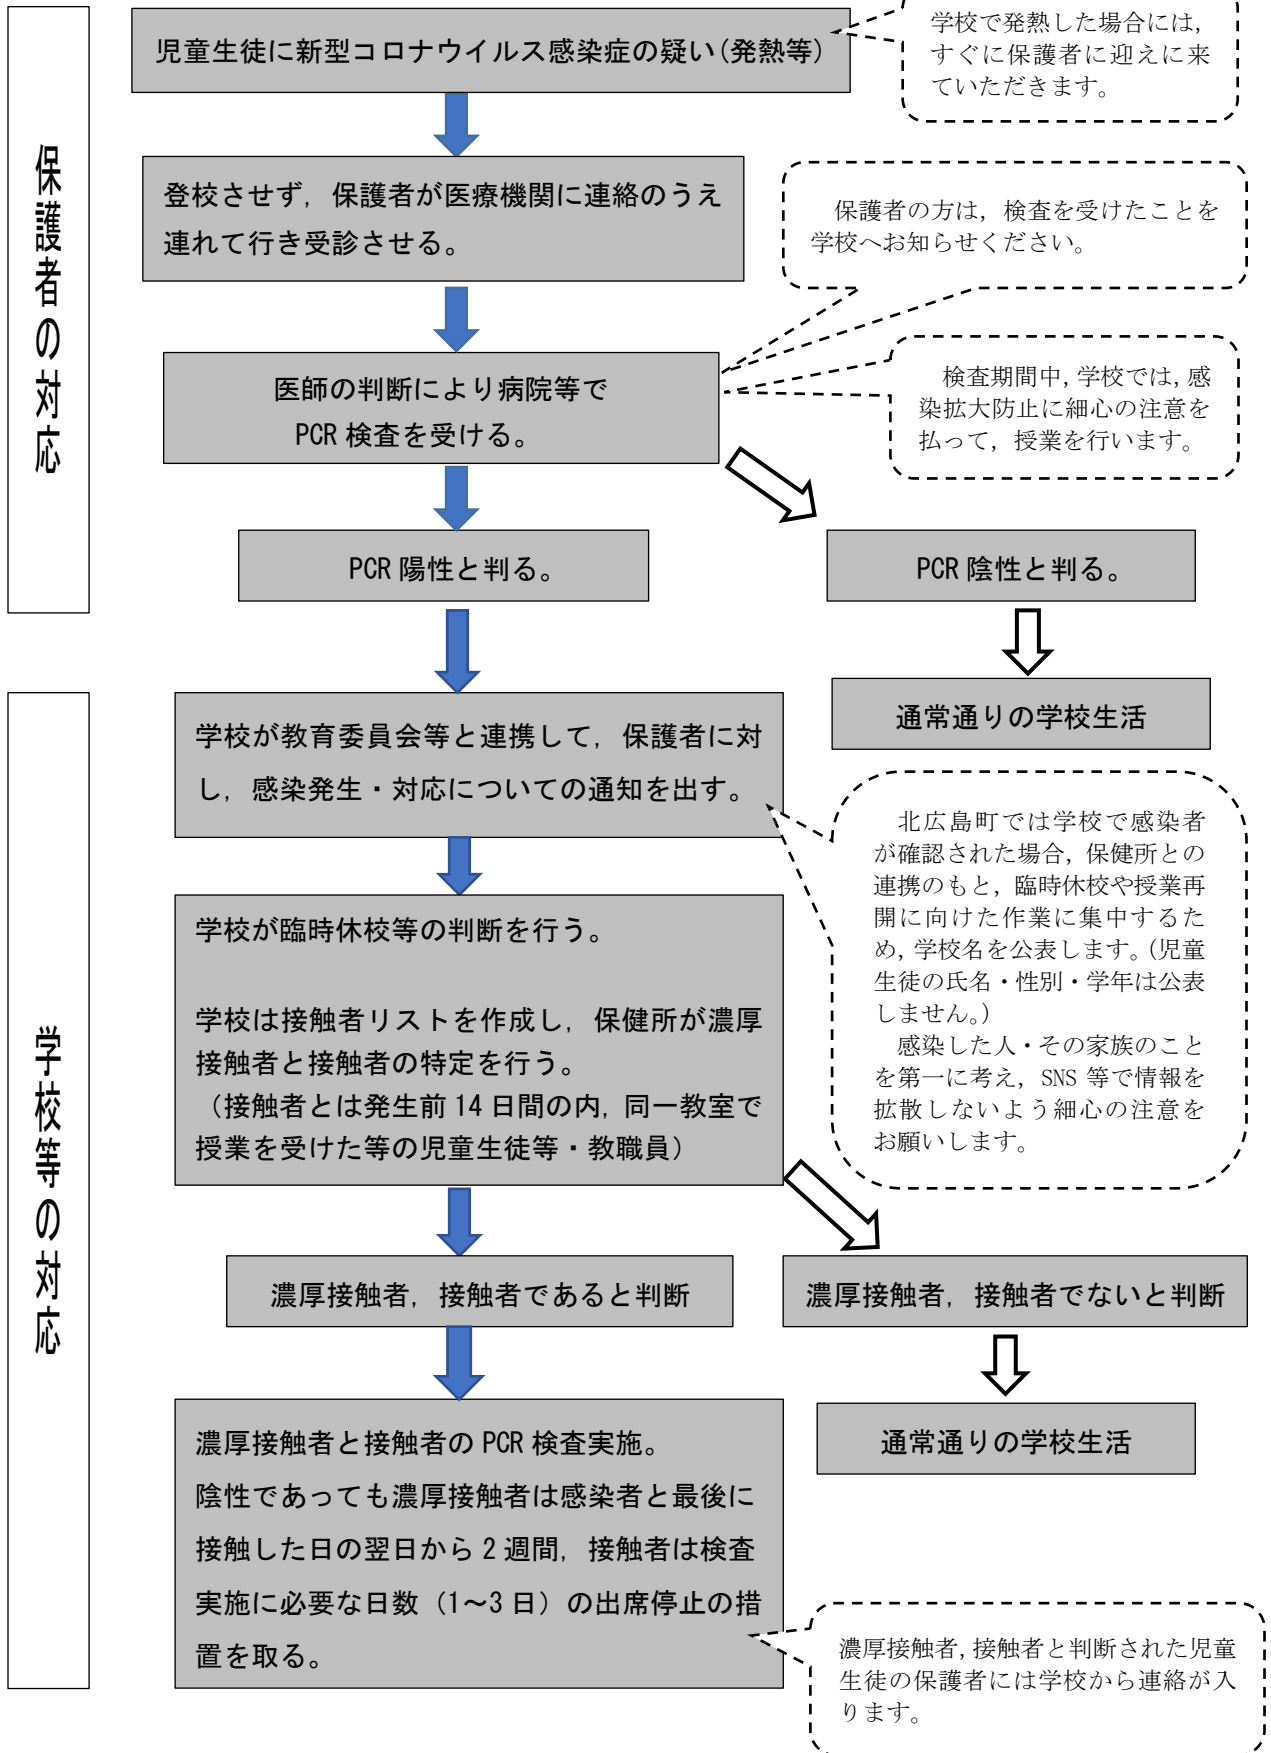 保護者の対応
児童生徒に新型コロナウイルス感染症の疑い(発熱等)
学校で発熱した場合には,
すぐに保護者に迎えに来
ていただきます。
登校させず,保護者が医療機関に連絡のうえ
連れて行き受診させる。
保護者の方は,検査を受けたことを
学校へお知らせください。
医師の判断により病院等で
PCR 検査を受ける。
検査期間中,学校では,感
染拡大防止に細心の注意を
払って,授業を行います。
PCR 陽性と判る。
PCR 陰性と判る。
通常通りの学校生活
学校等の対応
学校が教育委員会等と連携して,保護者に対
し,感染発生・対応についての通知を出す。
北広島町では学校で感染者
が確認された場合,保健所との
連携のもと,臨時休校や授業再
開に向けた作業に集中するた
め,学校名を公表します。(児童
生徒の氏名・性別・学年は公表
しません。)
感染した人・その家族のこと
を第一に考え,SNS 等で情報を
拡散しないよう細心の注意を
お願いします。
学校が臨時休校等の判断を行う。
学校は接触者リストを作成し,保健所が濃厚
接触者と接触者の特定を行う。
(接触者とは発生前 14 日間の内,同一教室で
授業を受けた等の児童生徒等・教職員)
濃厚接触者,接触者であると判断
濃厚接触者,接触者でないと判断
通常通りの学校生活
濃厚接触者と接触者の PCR 検査実施。
陰性であっても濃厚接触者は感染者と最後に
接触した日の翌日から 2 週間,接触者は検査
実施に必要な日数(1~3 日)の出席停止の措
置を取る。
濃厚接触者,接触者と判断された児童
生徒の保護者には学校から連絡が入
ります。